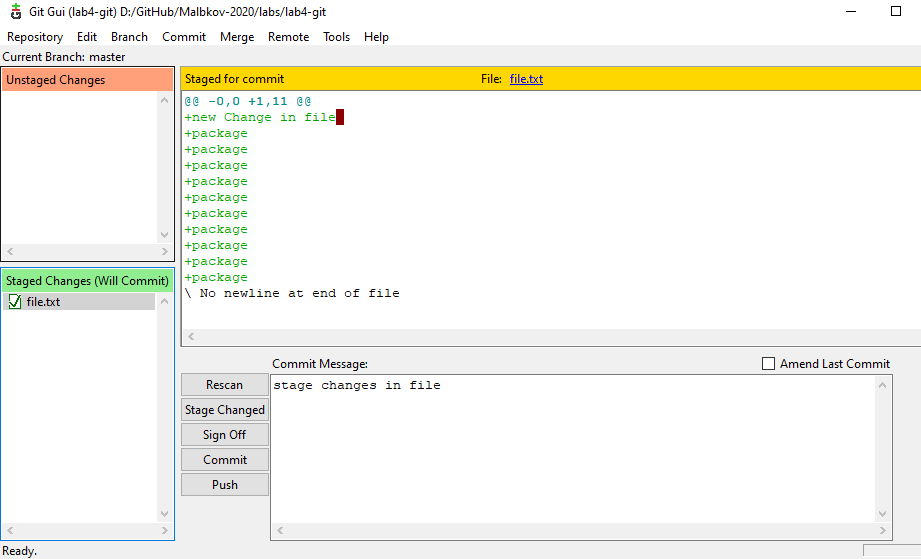 Git Gui (lab4-git) D:/GitHub/Malbkov-2020/labs/lab4-git
Repository Edit Branch Commit Merge Remote Tools Help
Current Branch: master
Unstaged Changes
Staged for commit File: file.txt
@@ -0,0 +1,11 @@
+new Change in file
+package
+package
+package
+package
+package
+package
+package
+package
+package
+package
\ No newline at end of file
Staged Changes (Will Commit)
file.txt
Commit Message:
Amend Last Commit
Rescan
Stage Changed
Sign Off
Commit
Push
stage changes in file
Ready.